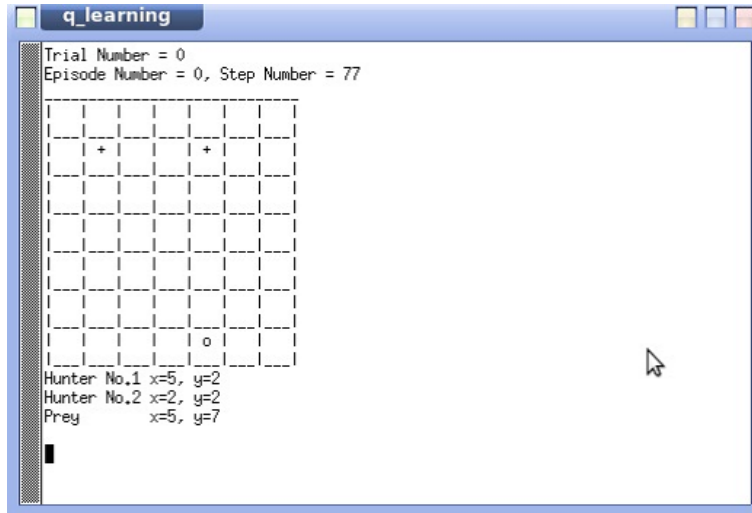 q_learning
Trial Number = 0
Episode Number = 0, Step Number = 77
+ +
o
Hunter No.1 x=5, y=2
Hunter No.2 x=2, y=2
Prey x=5, y=7